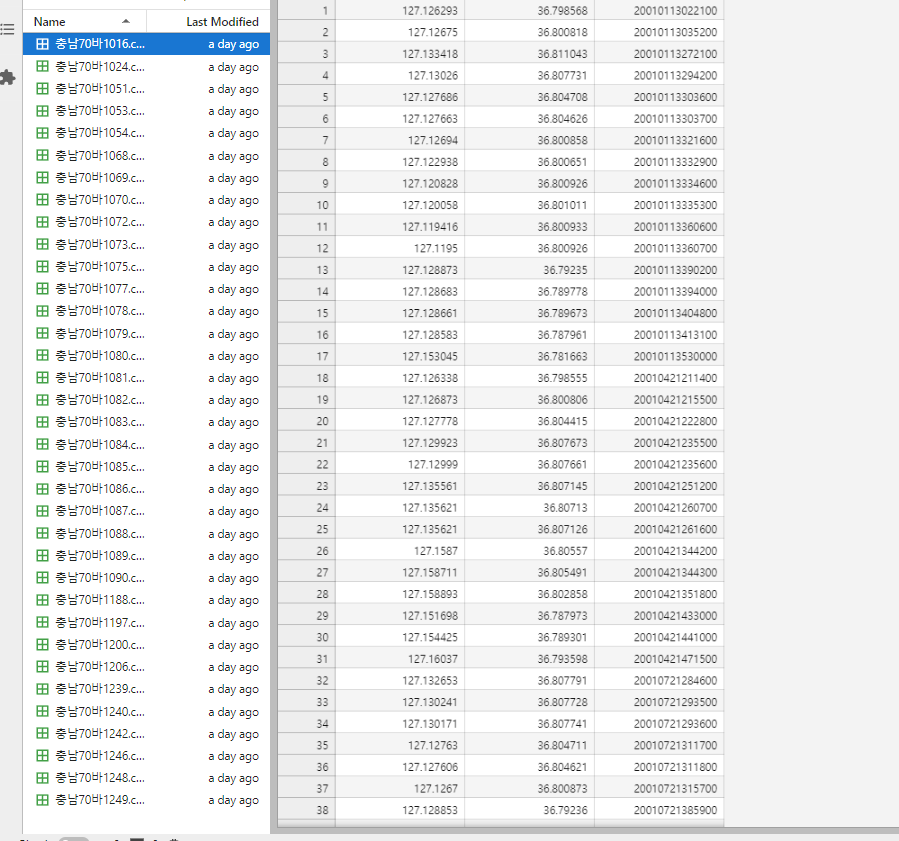 Name Last Modified
충남70바1016.c... a day ago
충남70바1024.c... a day ago
충남70바1051.c... a day ago
충남70바1053.c... a day ago
충남70바1054.c... a day ago
충남70바1068.c... a day ago
충남70바1069.c... a day ago
충남70바1070.c... a day ago
충남70바1072.c... a day ago
충남70바1073.c... a day ago
충남70바1075.c... a day ago
충남70바1077.c... a day ago
충남70바1078.c... a day ago
충남70바1079.c... a day ago
충남70바1080.c... a day ago
충남70바1081.c... a day ago
충남70바1082.c... a day ago
충남70바1083.c... a day ago
충남70바1084.c... a day ago
충남70바1085.c... a day ago
충남70바1086.c... a day ago
충남70바1087.c... a day ago
충남70바1088.c... a day ago
충남70바1089.c... a day ago
충남70바1090.c... a day ago
충남70바1188.c... a day ago
충남70바1197.c... a day ago
충남70바1200.c... a day ago
충남70바1206.c... a day ago
충남70바1239.c... a day ago
충남70바1240.c... a day ago
충남70바1242.c... a day ago
충남70바1246.c... a day ago
충남70바1248.c... a day ago
충남70바1249.c... a day ago
1 127.126293 36.798568 20010113022100
2 127.12675 36.800818 20010113035200
3 127.133418 36.811043 20010113272100
4 127.13026 36.807731 20010113294200
5 127.127686 36.804708 20010113303600
6 127.127663 36.804626 20010113303700
7 127.12694 36.800858 20010113321600
8 127.122938 36.800651 20010113332900
9 127.120828 36.800926 20010113334600
10 127.120058 36.801011 20010113335300
11 127.119416 36.800933 20010113360600
12 127.1195 36.800926 20010113360700
13 127.128873 36.79235 20010113390200
14 127.128683 36.789778 20010113394000
15 127.128661 36.789673 20010113404800
16 127.128583 36.787961 20010113413100
17 127.153045 36.781663 20010113530000
18 127.126338 36.798555 20010421211400
19 127.126873 36.800806 20010421215500
20 127.127778 36.804415 20010421222800
21 127.129923 36.807673 20010421235500
22 127.12999 36.807661 20010421235600
23 127.135561 36.807145 20010421251200
24 127.135621 36.80713 20010421260700
25 127.135621 36.807126 20010421261600
26 127.1587 36.80557 20010421344200
27 127.158711 36.805491 20010421344300
28 127.158893 36.802858 20010421351800
29 127.151698 36.787973 20010421433000
30 127.154425 36.789301 20010421441000
31 127.16037 36.793598 20010421471500
32 127.132653 36.807791 20010721284600
33 127.130241 36.807728 20010721293500
34 127.130171 36.807741 20010721293600
35 127.12763 36.804711 20010721311700
36 127.127606 36.804621 20010721311800
37 127.1267 36.800873 20010721315700
38 127.128853 36.79236 20010721385900